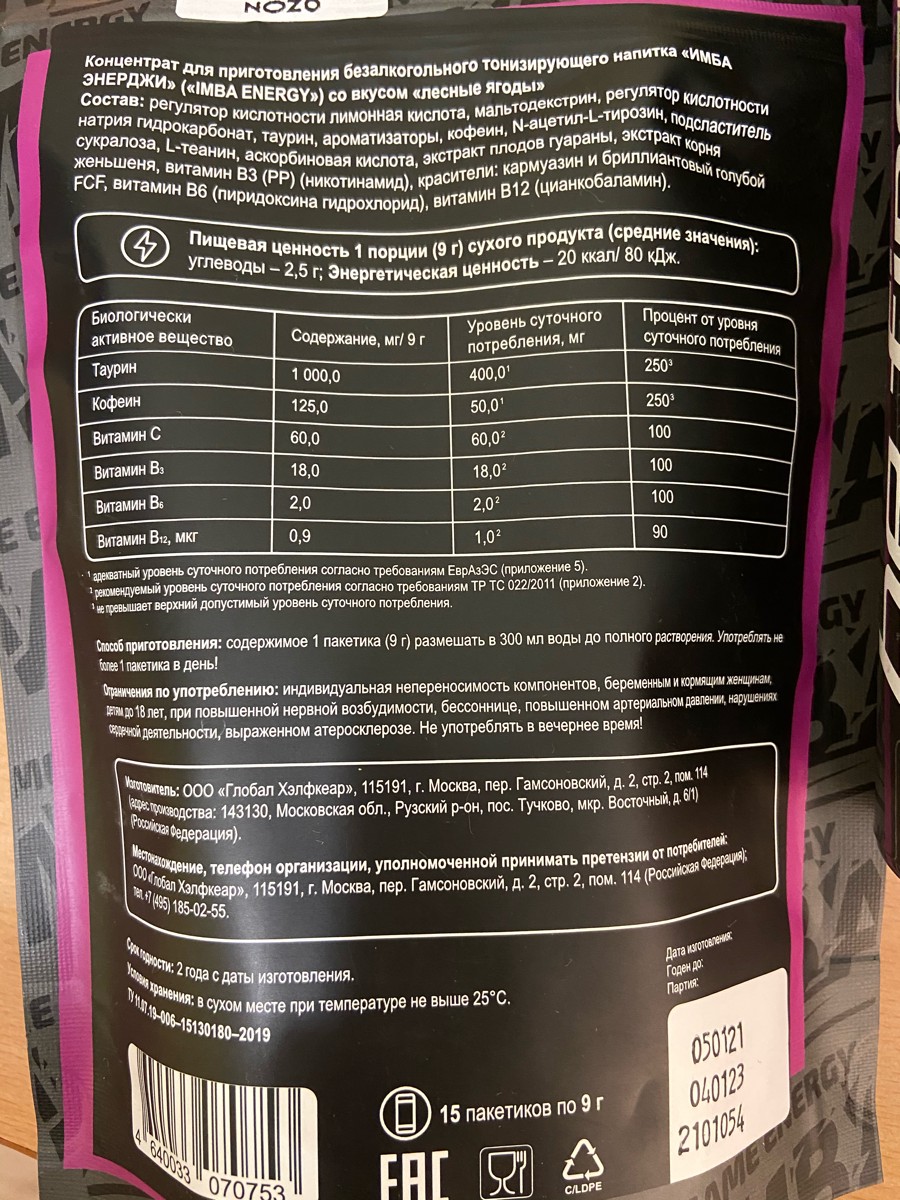 NOZO
Концентрат для приготовления безалкогольного тонизирующего напитка «ИМБА
ЭНЕРДЖИ» («IMBA ENERGY») со вкусом «лесные ягоды»
Состав: регулятор кислотности лимонная кислота, мальтодекстрин, регулятор кислотности
натрия гидрокарбонат, таурин, ароматизаторы, кофеин, N-ацетил-L-тирозин, подсластитель
сукралоза, L-теанин, аскорбиновая кислота, экстракт плодов гуараны, экстракт корня
женьшеня, витамин В3 (РР) (никотинамид), красители: кармуазин и бриллиантовый голубой
FCF, витамин В6 (пиридоксина гидрохлорид), витамин В12 (цианкобаламин).
Пищевая ценность 1 порции (9 г) сухого продукта (средние значения):
углеводы – 2,5 г; Энергетическая ценность – 20 ккал/ 80 кДж.
Биологически активное вещество Содержание, мг/ 9 г Уровень суточного потребления, мг Процент от уровня суточного потребления
Таурин 1 000,0 400,0¹ 250³
Кофеин 125,0 50,0¹ 250³
Витамин С 60,0 60,0² 100
Витамин В₃ 18,0 18,0² 100
Витамин В₆ 2,0 2,0² 100
Витамин В₁₂, мкг 0,9 1,0² 90
¹ адекватный уровень суточного потребления согласно требованиям ЕврАзЭС (приложение 5).
² рекомендуемый уровень суточного потребления согласно требованиям ТР ТС 022/2011 (приложение 2).
³ не превышает верхний допустимый уровень суточного потребления.
Способ приготовления: содержимое 1 пакетика (9 г) размешать в 300 мл воды до полного растворения. Употреблять не
более 1 пакетика в день!
Ограничения по употреблению: индивидуальная непереносимость компонентов, беременным и кормящим женщинам,
детям до 18 лет, при повышенной нервной возбудимости, бессоннице, повышенном артериальном давлении, нарушениях
сердечной деятельности, выраженном атеросклерозе. Не употреблять в вечернее время!
Изготовитель: ООО «Глобал Хэлфкеар», 115191, г. Москва, пер. Гамсоновский, д. 2, стр. 2, пом. 114
(адрес производства: 143130, Московская обл., Рузский р-он, пос. Тучково, мкр. Восточный, д. 6/1)
(Российская Федерация).
Местонахождение, телефон организации, уполномоченной принимать претензии от потребителей:
ООО «Глобал Хэлфкеар», 115191, г. Москва, пер. Гамсоновский, д. 2, стр. 2, пом. 114 (Российская Федерация);
тел. +7 (495) 185-02-55.
Срок годности: 2 года с даты изготовления.
Условия хранения: в сухом месте при температуре не выше 25°С.
ТУ 11.07.19–006–15130180–2019
Дата изготовления:
Годен до:
Партия:
050121
040123
2101054
15 пакетиков по 9 г
4 640033 070753
EAC
C/LDPE